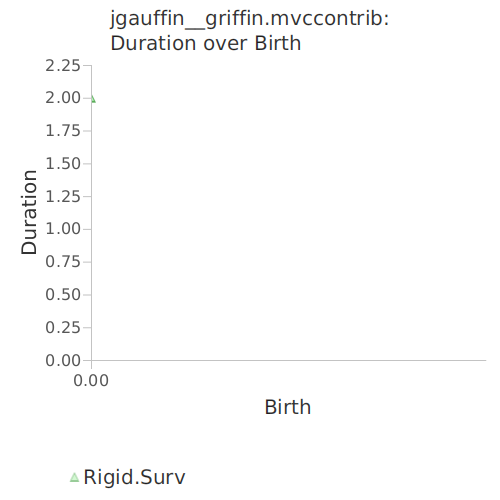 jgauffin__griffin.mvccontrib:
Duration over Birth
2.25
2.00
1.75
1.50
1.25
1.00
0.75
0.50
0.25
0.00
Duration
0.00
Birth
Rigid.Surv